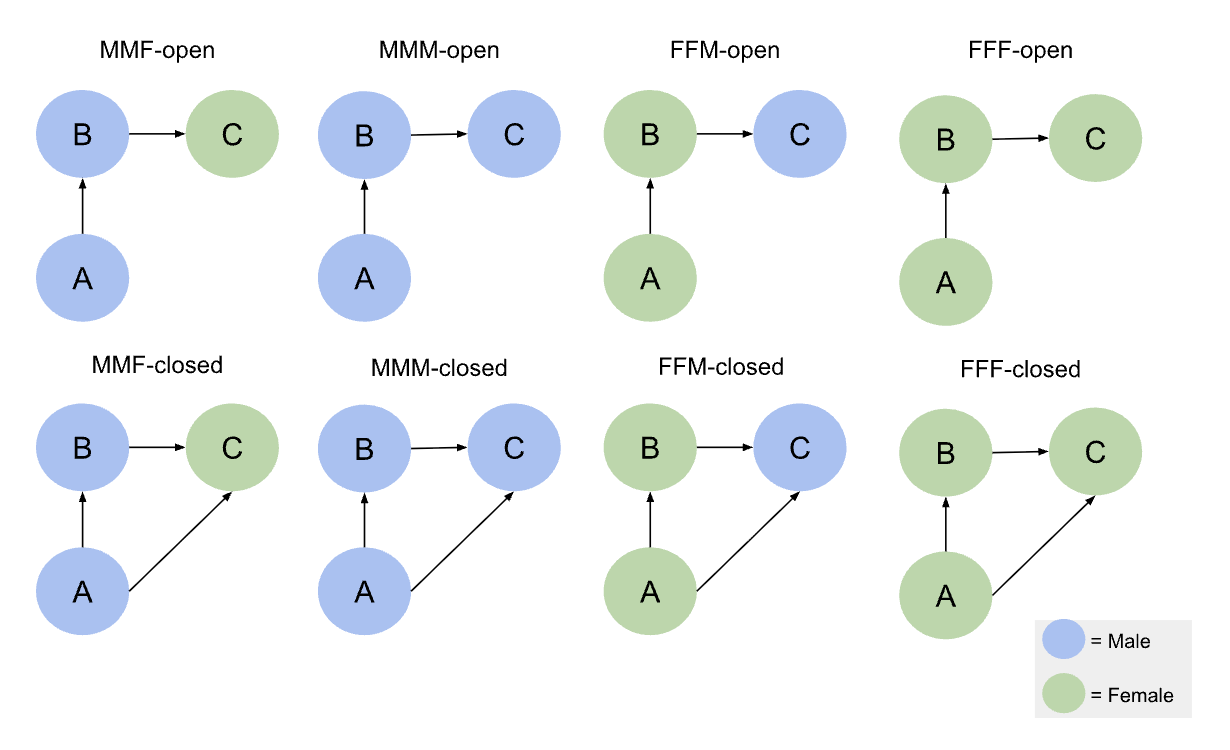 MMF-open
MMM-open
FFM-open
FFF-open
B
C
B
C
B
C
B
C
A
A
A
A
MMF-closed
MMM-closed
FFM-closed
FFF-closed
B
C
B
C
B
C
B
C
A
A
A
A
= Male
= Female